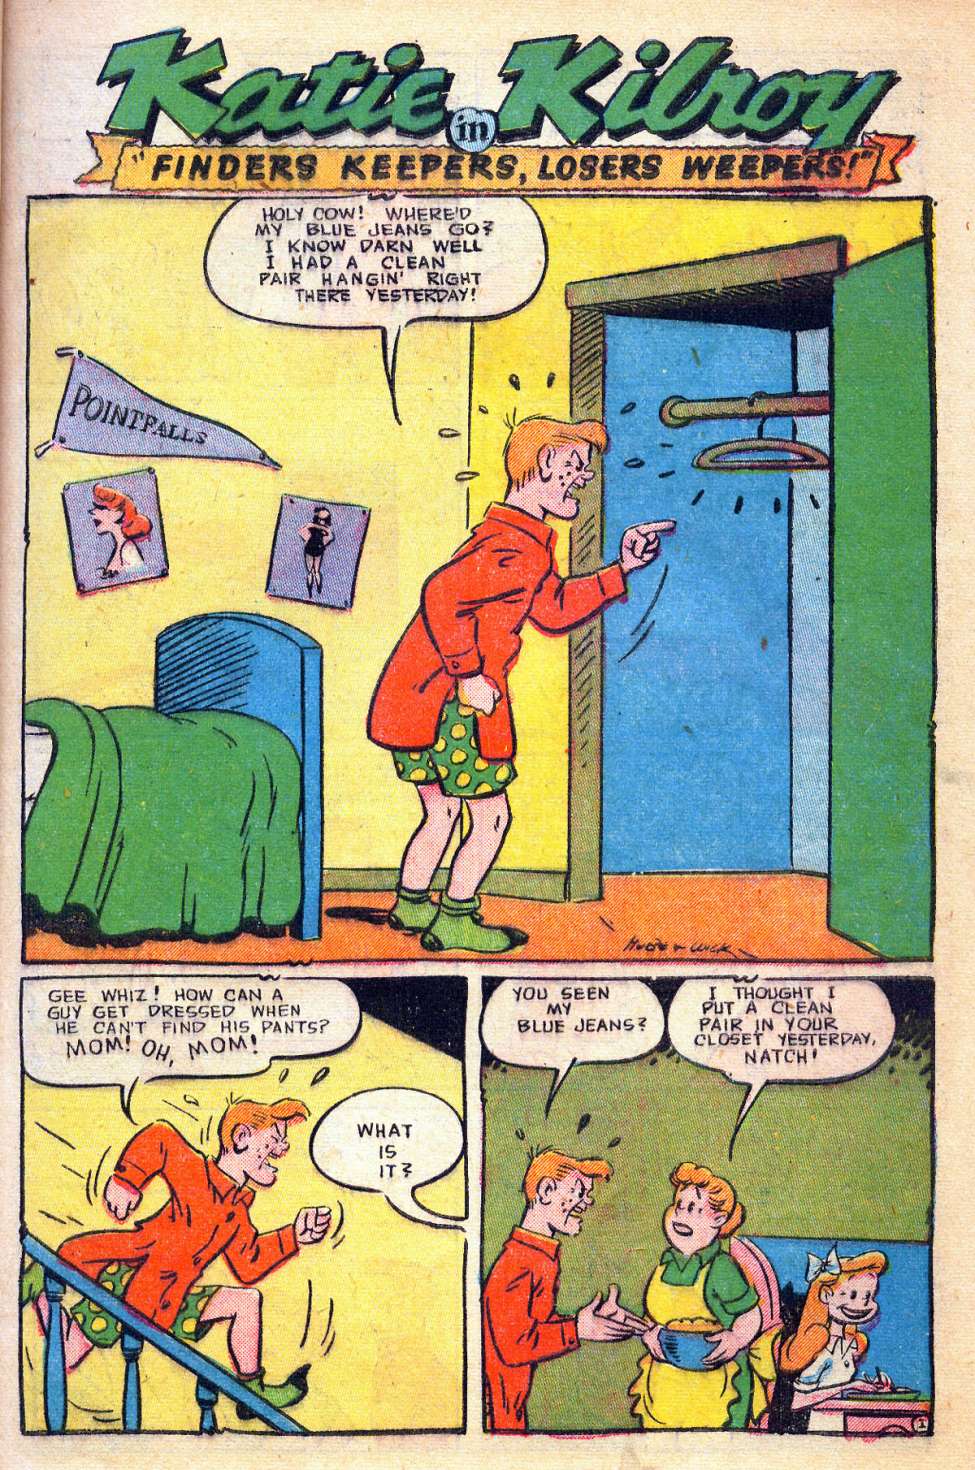 Katie in Kilroy
"FINDERS KEEPERS, LOSERS WEEPERS!"
HOLY COW! WHERE'D
MY BLUE JEANS GO?
I KNOW DARN WELL
I HAD A CLEAN
PAIR HANGIN' RIGHT
THERE YESTERDAY!
POINTFALLS
GEE WHIZ! HOW CAN A
GUY GET DRESSED WHEN
HE CAN'T FIND HIS PANTS?
MOM! OH, MOM!
WHAT
IS
IT?
YOU SEEN
MY
BLUE JEANS?
I THOUGHT I
PUT A CLEAN
PAIR IN YOUR
CLOSET YESTERDAY,
NATCH!
1